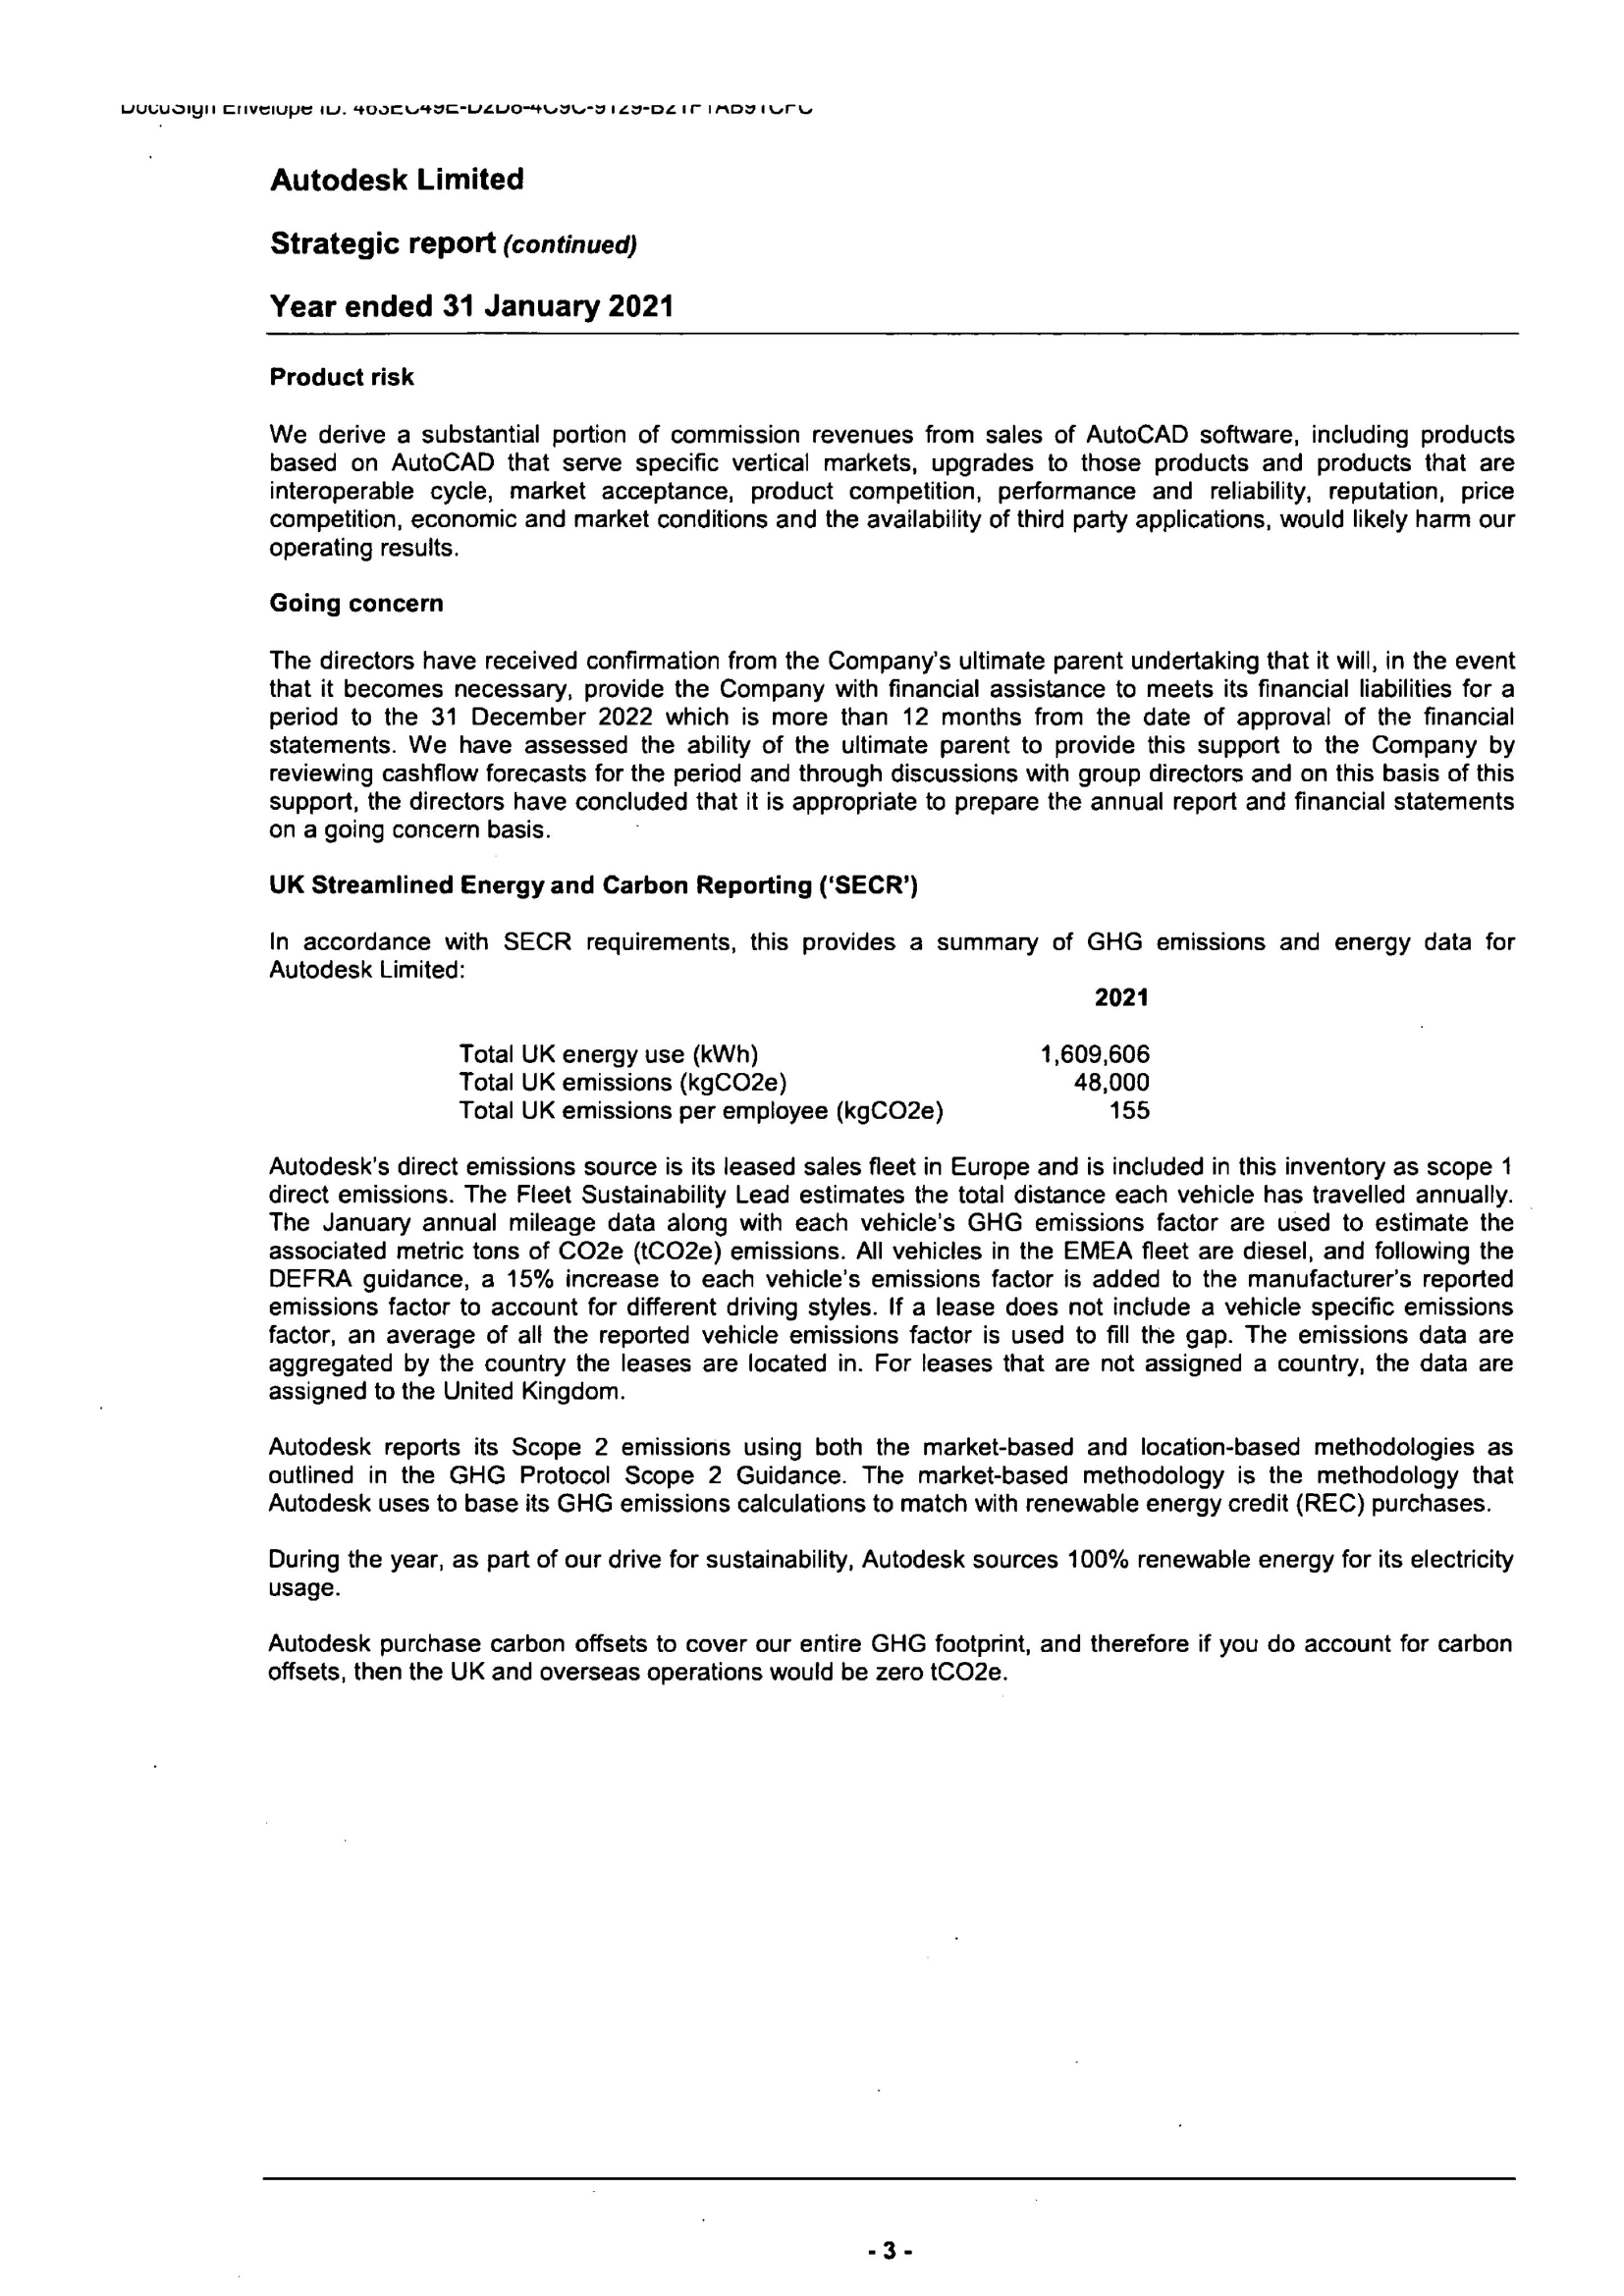 DocuSign Envelope ID:
Autodesk Limited
Strategic report (continued)
Year ended 31 January 2021
Product risk
We derive a substantial portion of commission revenues from sales of AutoCAD software, including products
based on AutoCAD that serve specific vertical markets, upgrades to those products and products that are
interoperable cycle, market acceptance, product competition, performance and reliability, reputation, price
competition, economic and market conditions and the availability of third party applications, would likely harm our
operating results.
Going concern
The directors have received confirmation from the Company's ultimate parent undertaking that it will, in the event
that it becomes necessary, provide the Company with financial assistance to meets its financial liabilities for a
period to the 31 December 2022 which is more than 12 months from the date of approval of the financial
statements. We have assessed the ability of the ultimate parent to provide this support to the Company by
reviewing cashflow forecasts for the period and through discussions with group directors and on this basis of this
support, the directors have concluded that it is appropriate to prepare the annual report and financial statements
on a going concern basis.
UK Streamlined Energy and Carbon Reporting ('SECR')
In accordance with SECR requirements, this provides a summary of GHG emissions and energy data for
Autodesk Limited:
2021
Total UK energy use (kWh) 1,609,606
Total UK emissions (kgCO2e) 48,000
Total UK emissions per employee (kgCO2e) 155
Autodesk's direct emissions source is its leased sales fleet in Europe and is included in this inventory as scope 1
direct emissions. The Fleet Sustainability Lead estimates the total distance each vehicle has travelled annually.
The January annual mileage data along with each vehicle's GHG emissions factor are used to estimate the
associated metric tons of CO2e (tCO2e) emissions. All vehicles in the EMEA fleet are diesel, and following the
DEFRA guidance, a 15% increase to each vehicle's emissions factor is added to the manufacturer's reported
emissions factor to account for different driving styles. If a lease does not include a vehicle specific emissions
factor, an average of all the reported vehicle emissions factor is used to fill the gap. The emissions data are
aggregated by the country the leases are located in. For leases that are not assigned a country, the data are
assigned to the United Kingdom.
Autodesk reports its Scope 2 emissions using both the market-based and location-based methodologies as
outlined in the GHG Protocol Scope 2 Guidance. The market-based methodology is the methodology that
Autodesk uses to base its GHG emissions calculations to match with renewable energy credit (REC) purchases.
During the year, as part of our drive for sustainability, Autodesk sources 100% renewable energy for its electricity
usage.
Autodesk purchase carbon offsets to cover our entire GHG footprint, and therefore if you do account for carbon
offsets, then the UK and overseas operations would be zero tCO2e.
- 3 -